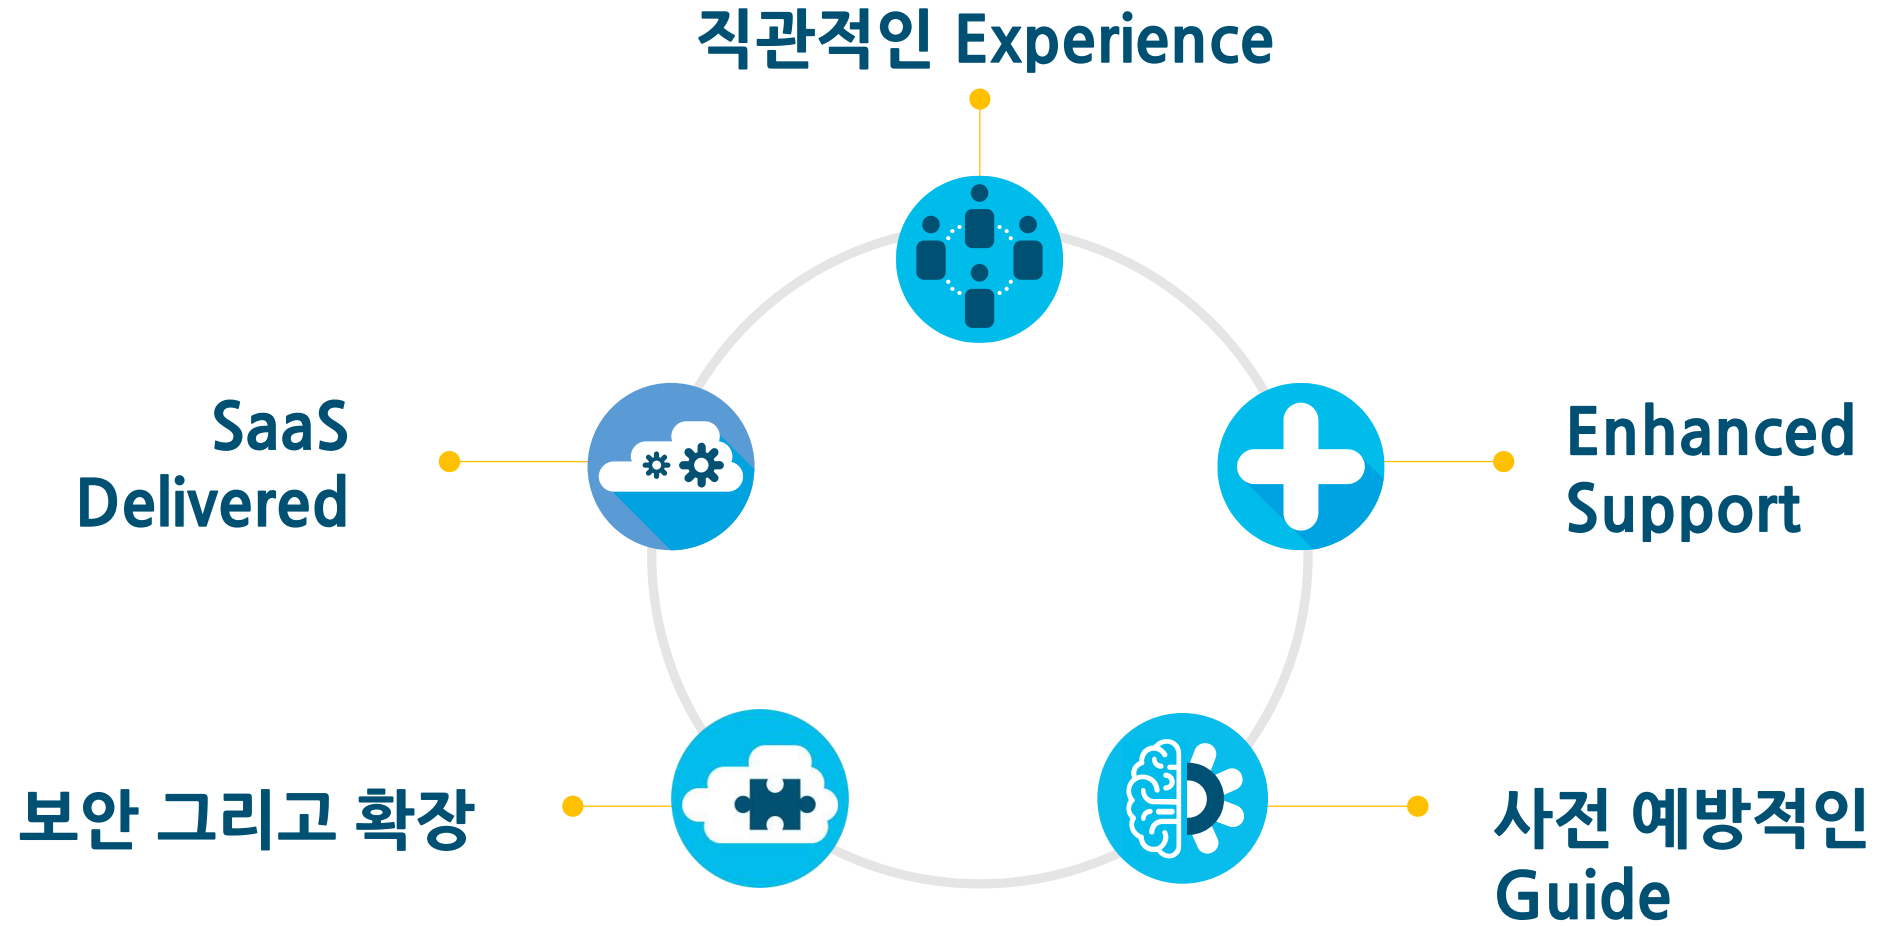 직관적인 Experience
SaaS
Delivered
Enhanced
Support
보안 그리고 확장
사전 예방적인
Guide